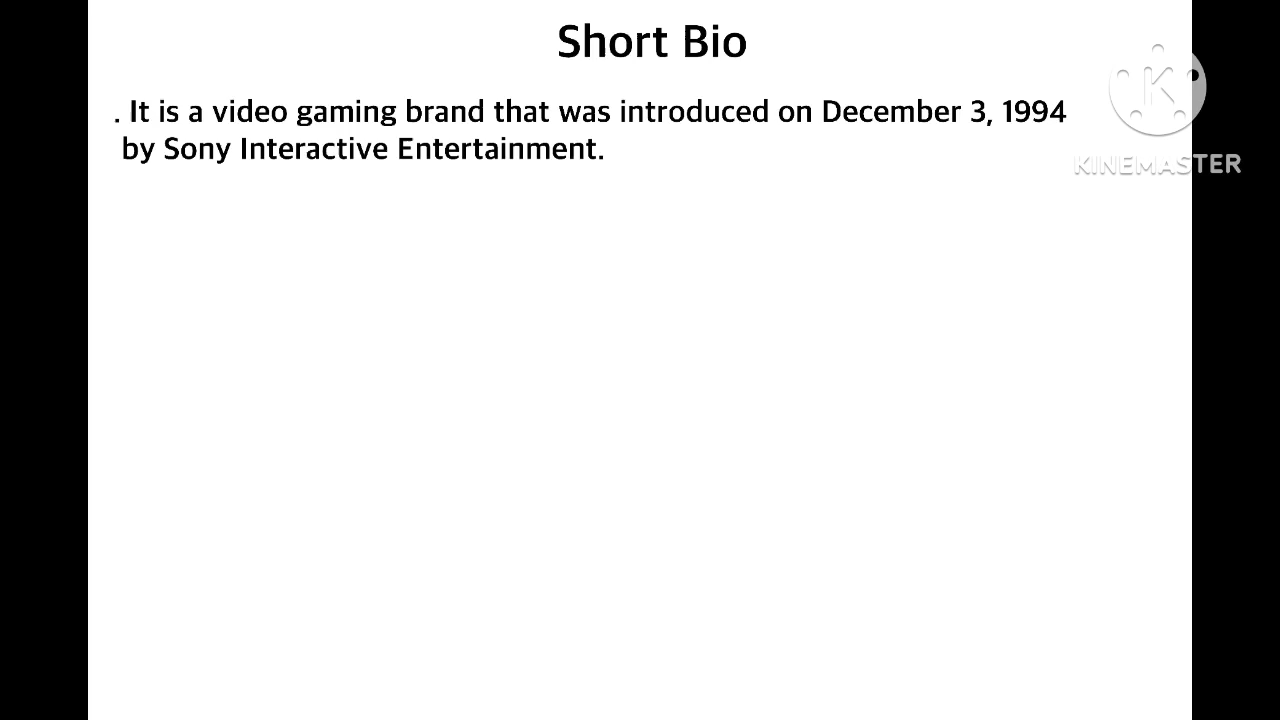 Short Bio
. It is a video gaming brand that was introduced on December 3, 1994
by Sony Interactive Entertainment.
K
KINEMASTER